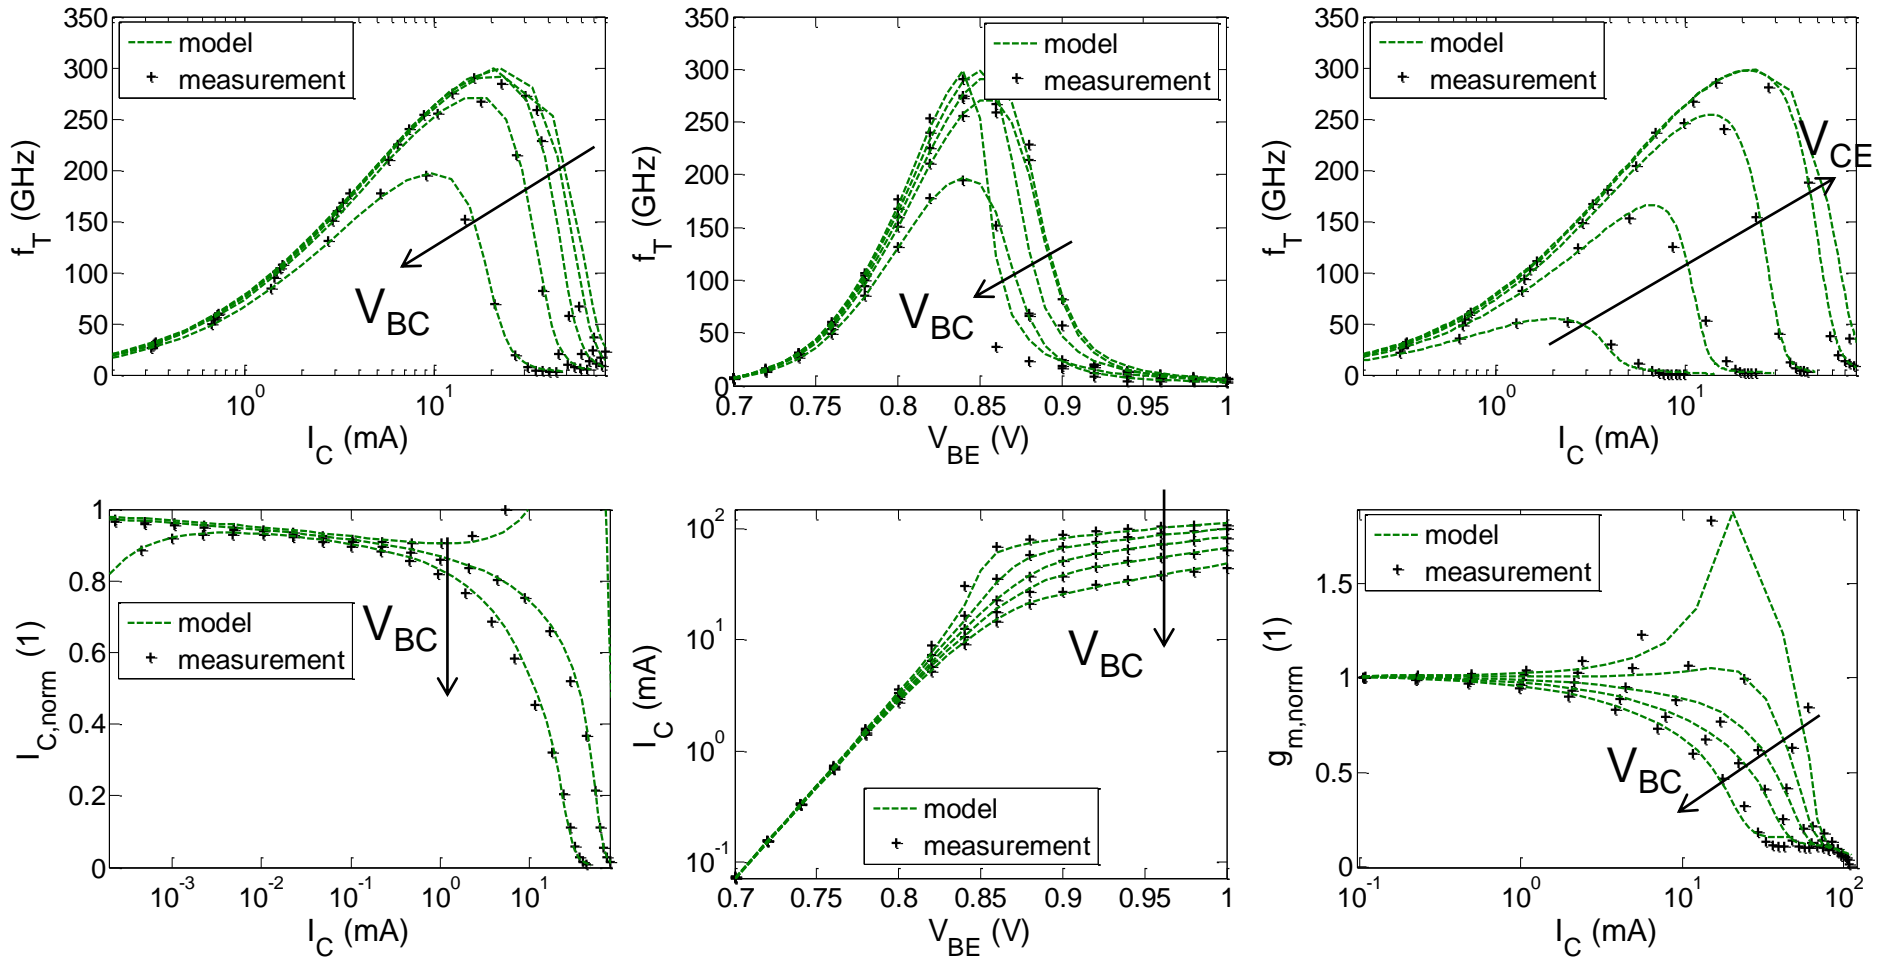 350
300
250
200
150
100
50
0
f_T (GHz)
model
measurement
V_BC
10^0
10^1
I_C (mA)
350
300
250
200
150
100
50
0
f_T (GHz)
model
measurement
V_BC
0.7
0.75
0.8
0.85
0.9
0.95
1
V_BE (V)
350
300
250
200
150
100
50
0
f_T (GHz)
model
measurement
V_CE
10^0
10^1
I_C (mA)
1
0.8
0.6
0.4
0.2
0
I_C,norm (1)
model
measurement
V_BC
10^-3
10^-2
10^-1
10^0
10^1
I_C (mA)
10^2
10^1
10^0
10^-1
I_C (mA)
V_BC
model
measurement
0.7
0.75
0.8
0.85
0.9
0.95
1
V_BE (V)
1.5
1
0.5
0
g_m,norm (1)
model
measurement
V_BC
10^-1
10^0
10^1
10^2
I_C (mA)